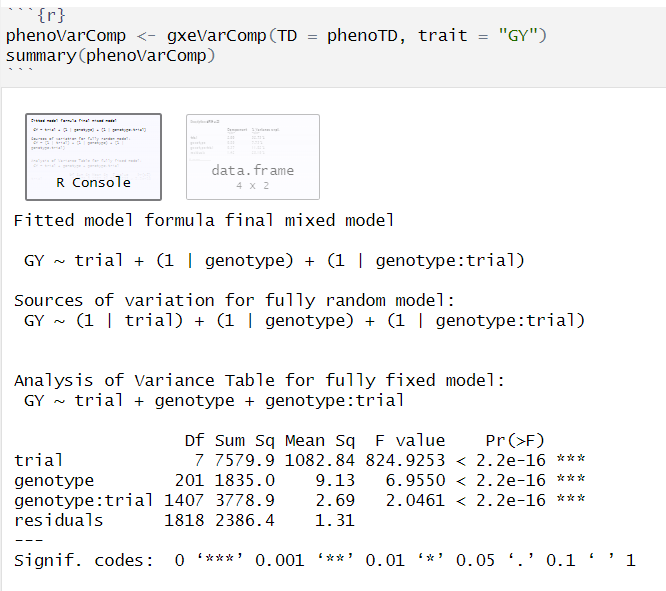 ```{r}
phenoVarComp <- gxeVarComp(TD = phenoTD, trait = "GY")
summary(phenoVarComp)
```
R Console
data.frame
4 x 2
Fitted model formula final mixed model
GY ~ trial + (1 | genotype) + (1 | genotype:trial)
Sources of variation for fully random model:
GY ~ (1 | trial) + (1 | genotype) + (1 | genotype:trial)
Analysis of Variance Table for fully fixed model:
GY ~ trial + genotype + genotype:trial
Df Sum Sq Mean Sq F value Pr(>F)
trial 7 7579.9 1082.84 824.9253 < 2.2e-16 ***
genotype 201 1835.0 9.13 6.9550 < 2.2e-16 ***
genotype:trial 1407 3778.9 2.69 2.0461 < 2.2e-16 ***
residuals 1818 2386.4 1.31
---
Signif. codes: 0 ‘***’ 0.001 ‘**’ 0.01 ‘*’ 0.05 ‘.’ 0.1 ‘ ’ 1